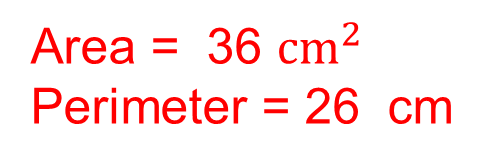 Area = 36 cm²
Perimeter = 26 cm